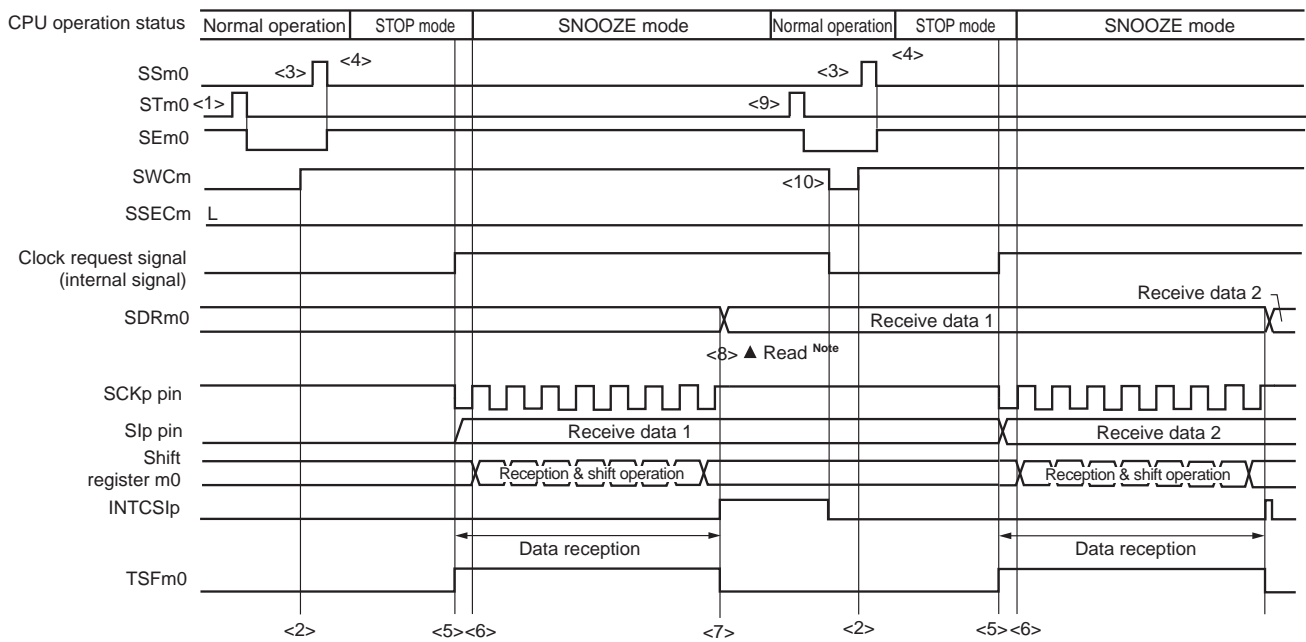 CPU operation status Normal operation STOP mode SNOOZE mode Normal operation STOP mode SNOOZE mode
SSm0 <3> <4> <3> <4>
STm0 <1> <9>
SEm0
SWCm <10>
SSECm L
Clock request signal
(internal signal)
Receive data 2
SDRm0 Receive data 1
<8> ▲ Read Note
SCKp pin
SIp pin Receive data 1 Receive data 2
Shift
register m0 Reception & shift operation Reception & shift operation
INTCSIp
Data reception Data reception
TSFm0
<2> <5><6> <7> <2> <5><6>